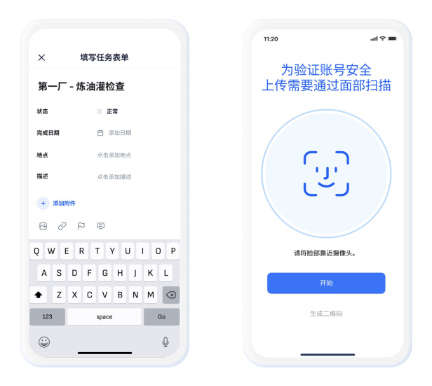 填写任务表单
第一厂 - 炼油灌检查
状态
正常
完成日期
添加日期
地点
点击添加地点
描述
点击添加描述
添加附件
Q W E R T Y U I O P
A S D F G H J K L
Z X C V B N M
123 space Go
11:20
为验证账号安全
上传需要通过面部扫描
请将脸部靠近摄像头。
开始
生成二维码